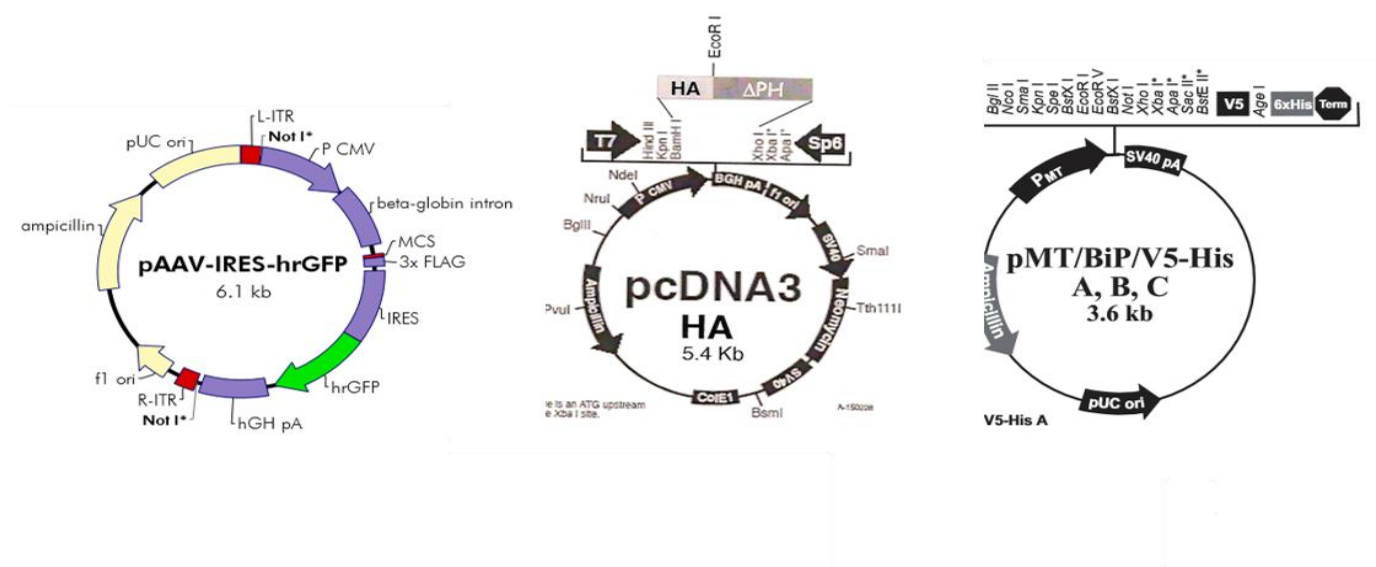 L-ITR
Not I*
P CMV
pUC ori
beta-globin intron
ampicillin
MCS
3x FLAG
pAAV-IRES-hrGFP
6.1 kb
IRES
f1 ori
hrGFP
R-ITR
Not I*
hGH pA
EcoR I
HA ΔPH
T7
Hind III
Kpn I
BamH I
Xho I
Xba I*
Apa I*
Sp6
NdeI
P CMV
BGH pA
f1 ori
NruI
BglII
SV40
SmaI
pcDNA3
HA
5.4 Kb
PvuI
Ampicillin
Neomycin
Tth111I
SV40
ColE1
BsmI
e is an ATG upstream
e Xba I site.
A-150228
Bgl II
Nco I
Sma I
Kpn I
Spe I
BstX I
EcoR I
EcoR V
BstX I
Not I
Xho I
Xba I*
Apa I*
Sac II*
BstE II*
V5
Age I
6xHis
Term
PMT
SV40 pA
pMT/BiP/V5-His
A, B, C
3.6 kb
Ampicillin
pUC ori
V5-His A